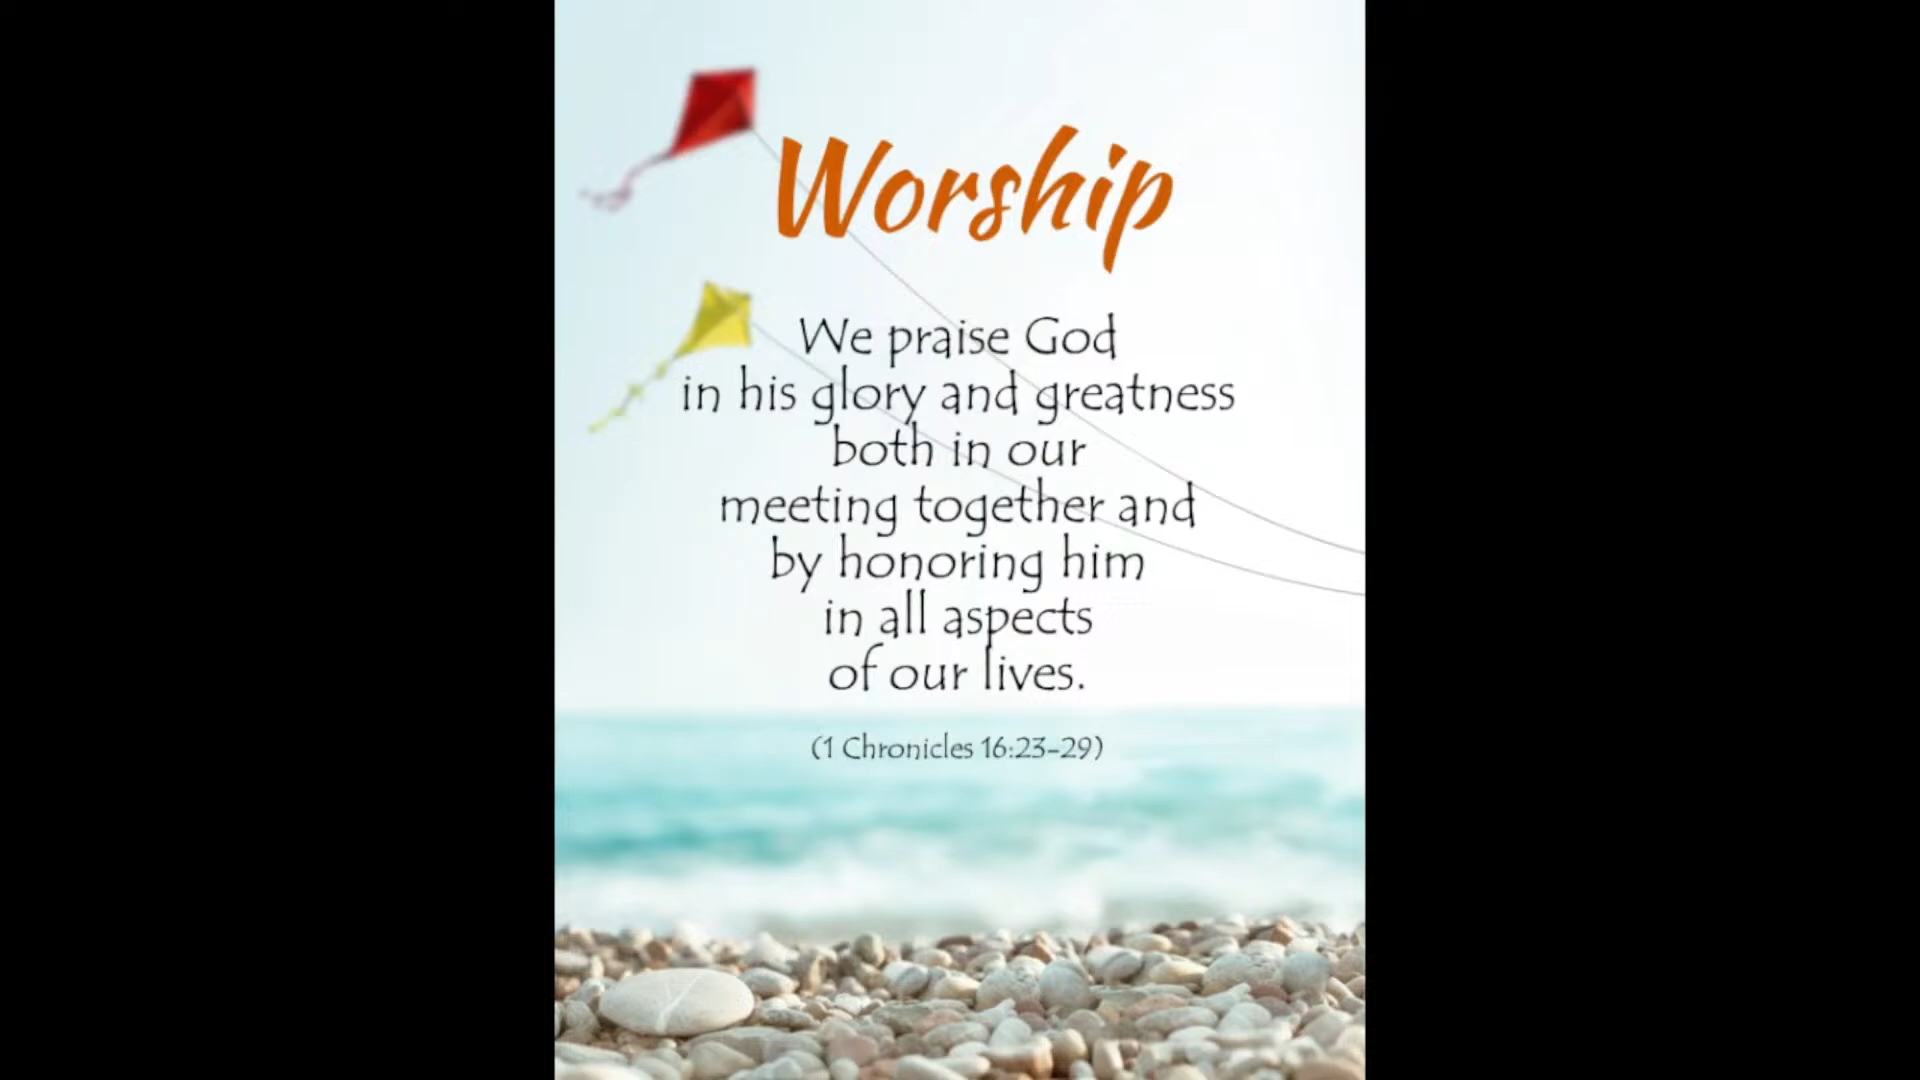 Worship
We praise God
in his glory and greatness
both in our
meeting together and
by honoring him
in all aspects
of our lives.
(1 Chronicles 16:23-29)